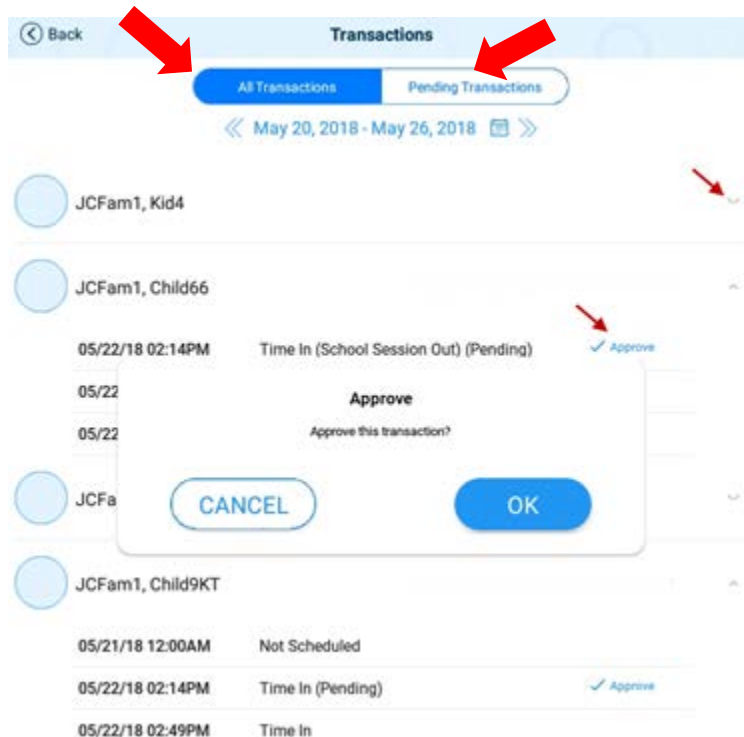 Back Transactions
All Transactions Pending Transactions
May 20, 2018 - May 26, 2018
JCFam1, Kid4
JCFam1, Child66
05/22/18 02:14PM Time In (School Session Out) (Pending) Approve
05/22
Approve
Approve this transaction?
05/22
JCFa
CANCEL OK
JCFam1, Child9KT
05/21/18 12:00AM Not Scheduled
05/22/18 02:14PM Time In (Pending) Approve
05/22/18 02:49PM Time In